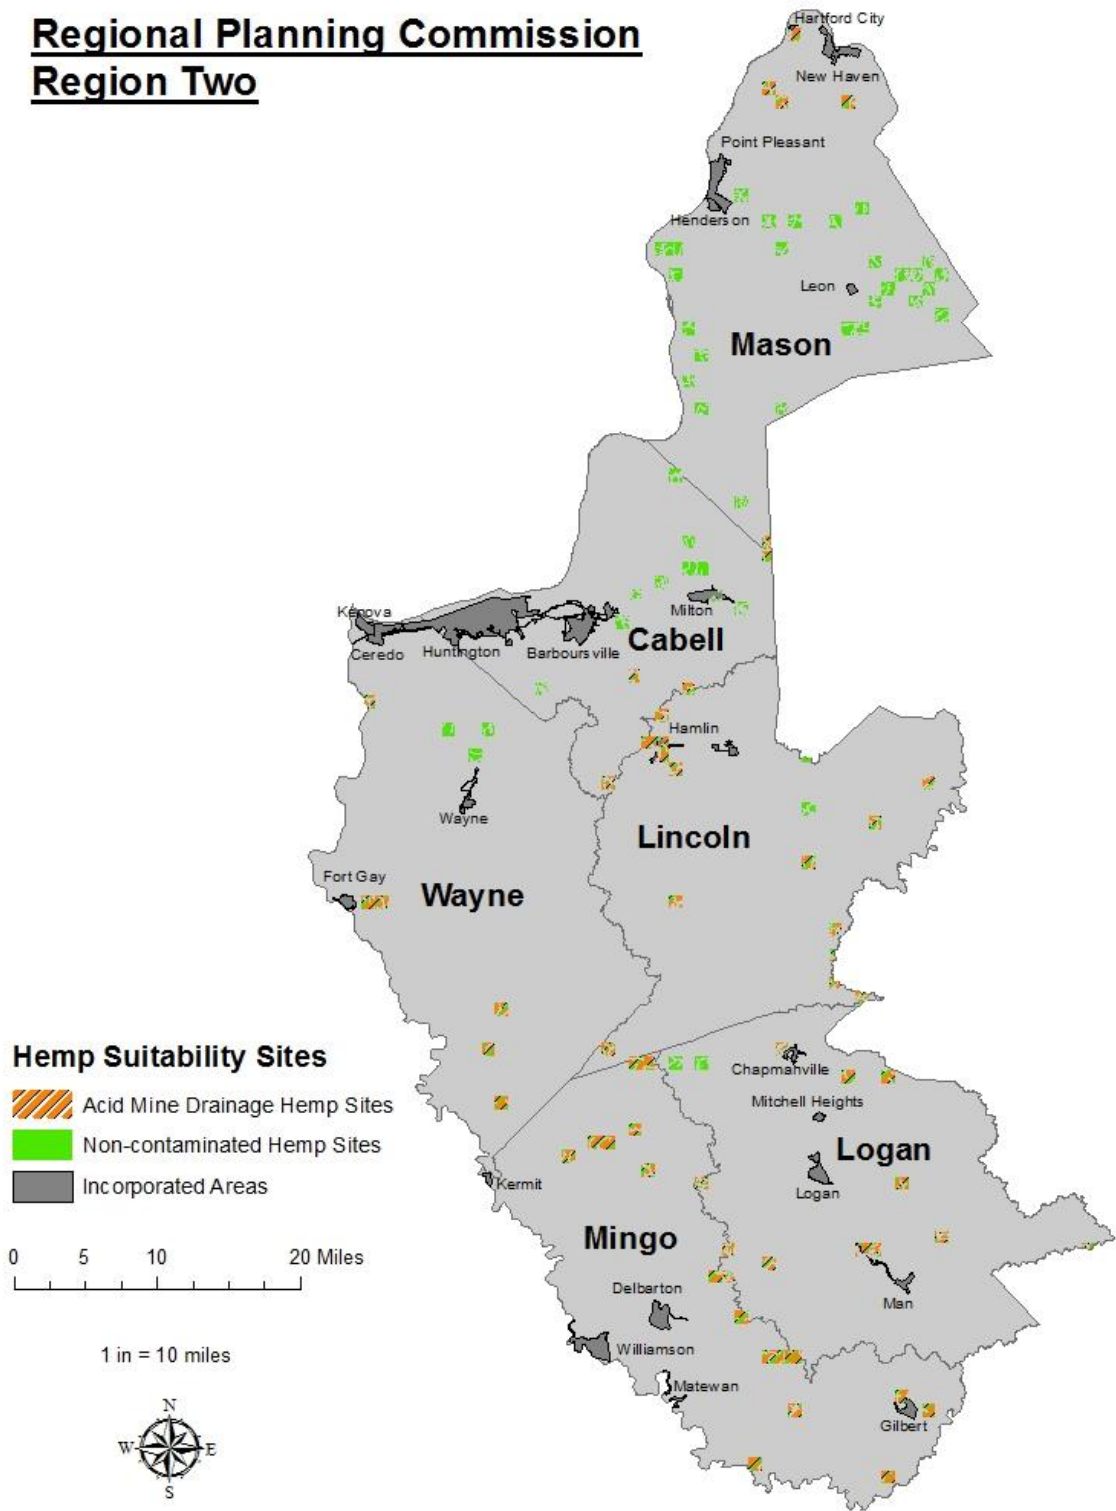 Regional Planning Commission
Region Two
Hartford City
New Haven
Point Pleasant
Henderson
Leon
Mason
Milton
Kenova
Ceredo
Huntington
Barboursville
Cabell
Hamlin
Wayne
Lincoln
Fort Gay
Wayne
Hemp Suitability Sites
Acid Mine Drainage Hemp Sites
Non-contaminated Hemp Sites
Incorporated Areas
0 5 10 20 Miles
1 in = 10 miles
N
W E
S
Chapmanville
Mitchell Heights
Logan
Logan
Kermit
Mingo
Delbarton
Man
Williamson
Matewan
Gilbert